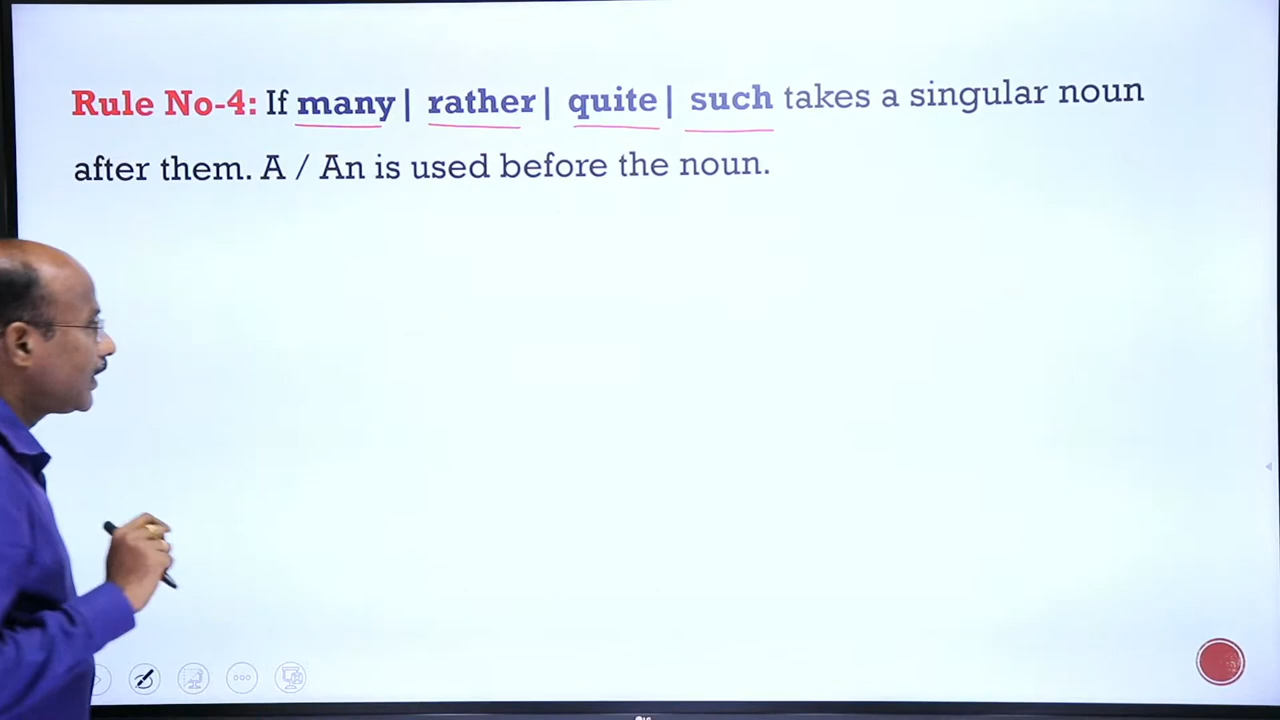 Rule No-4: If many| rather| quite| such takes a singular noun
after them. A / An is used before the noun.